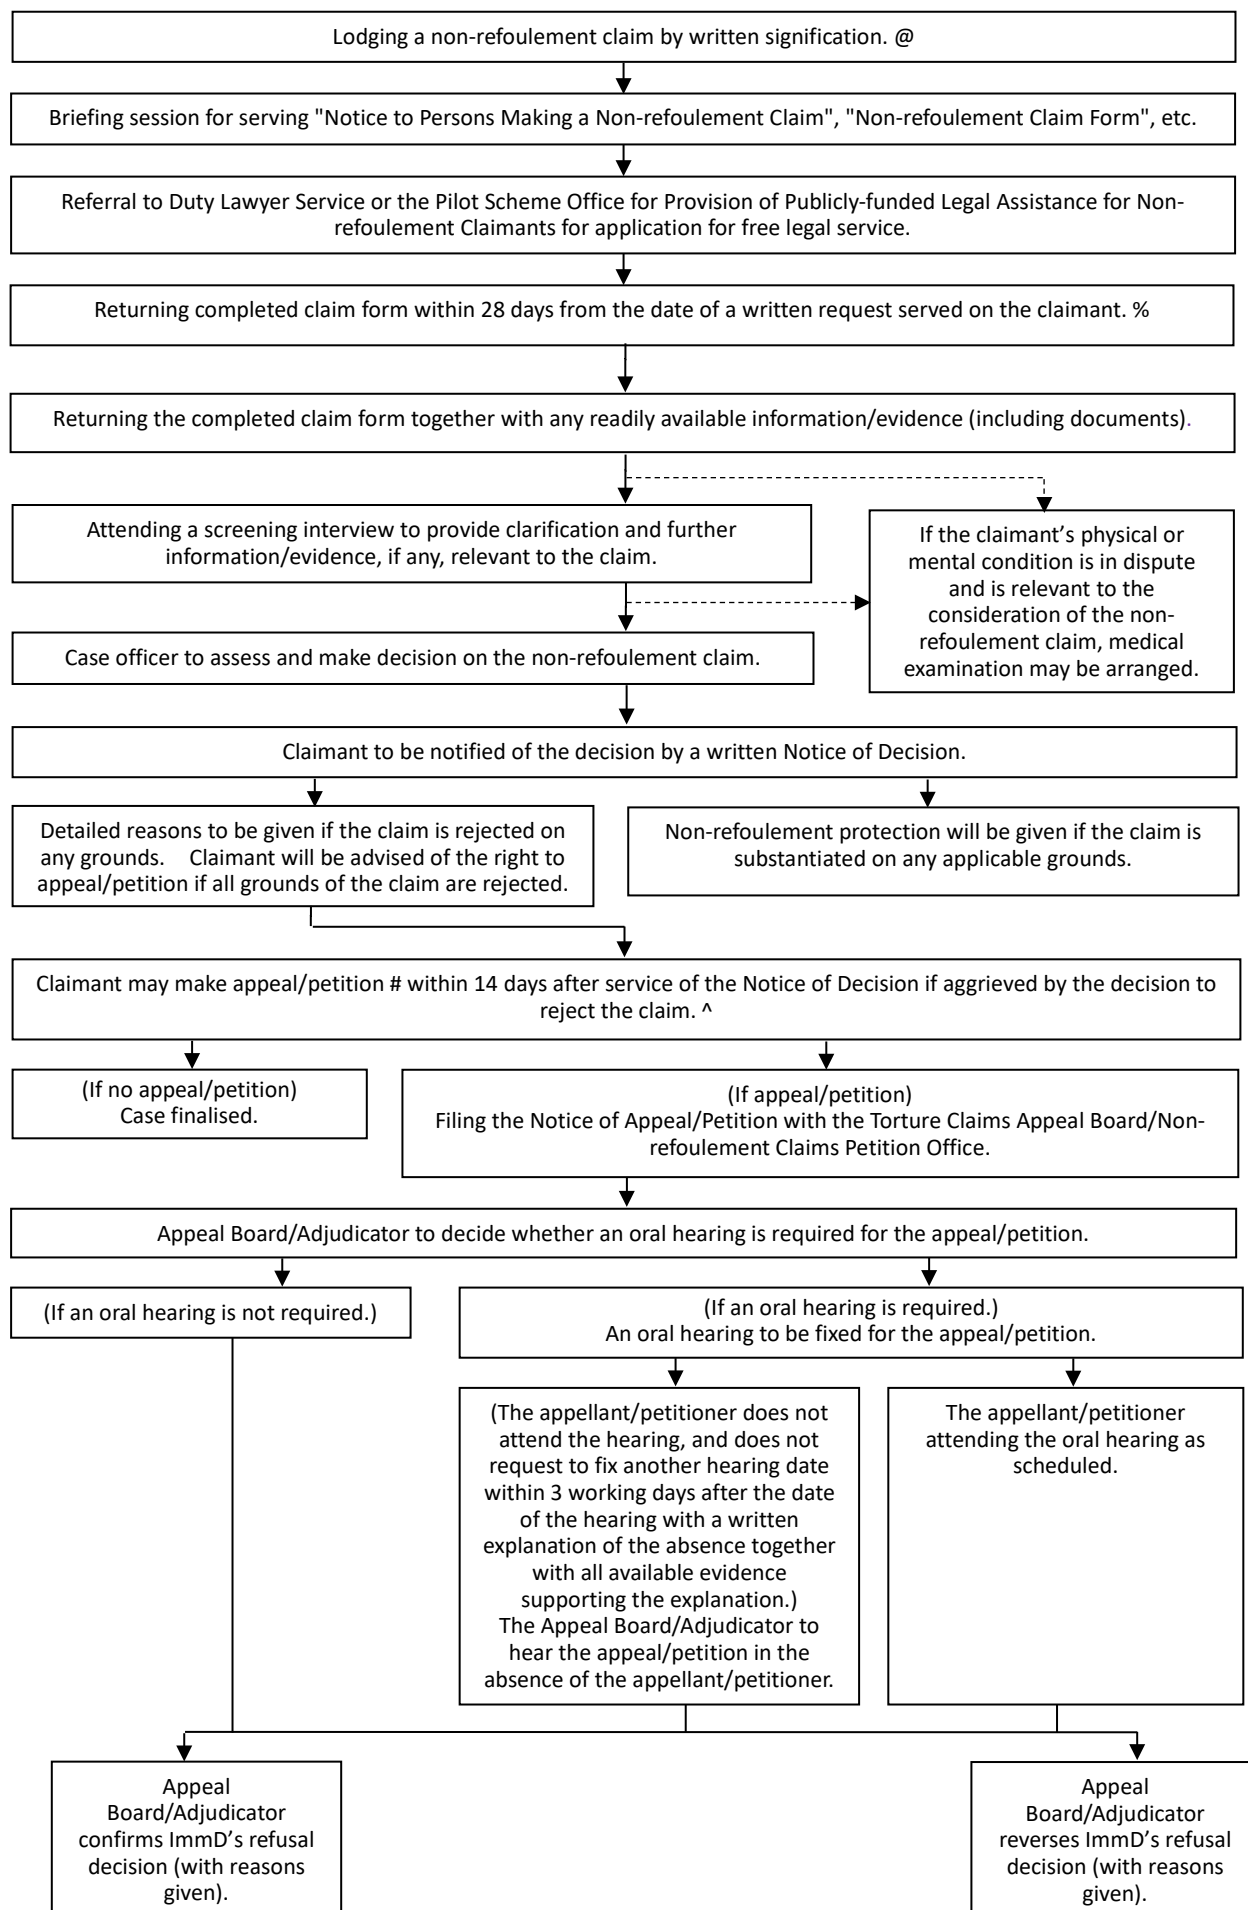 Lodging a non-refoulement claim by written signification. @
Briefing session for serving "Notice to Persons Making a Non-refoulement Claim", "Non-refoulement Claim Form", etc.
Referral to Duty Lawyer Service or the Pilot Scheme Office for Provision of Publicly-funded Legal Assistance for Non-
refoulement Claimants for application for free legal service.
Returning completed claim form within 28 days from the date of a written request served on the claimant. %
Returning the completed claim form together with any readily available information/evidence (including documents).
Attending a screening interview to provide clarification and further
information/evidence, if any, relevant to the claim.
If the claimant’s physical or
mental condition is in dispute
and is relevant to the
consideration of the non-
refoulement claim, medical
examination may be arranged.
Case officer to assess and make decision on the non-refoulement claim.
Claimant to be notified of the decision by a written Notice of Decision.
Detailed reasons to be given if the claim is rejected on
any grounds. Claimant will be advised of the right to
appeal/petition if all grounds of the claim are rejected.
Non-refoulement protection will be given if the claim is
substantiated on any applicable grounds.
Claimant may make appeal/petition # within 14 days after service of the Notice of Decision if aggrieved by the decision to
reject the claim. ^
(If no appeal/petition)
Case finalised.
(If appeal/petition)
Filing the Notice of Appeal/Petition with the Torture Claims Appeal Board/Non-
refoulement Claims Petition Office.
Appeal Board/Adjudicator to decide whether an oral hearing is required for the appeal/petition.
(If an oral hearing is not required.)
(If an oral hearing is required.)
An oral hearing to be fixed for the appeal/petition.
(The appellant/petitioner does not
attend the hearing, and does not
request to fix another hearing date
within 3 working days after the date
of the hearing with a written
explanation of the absence together
with all available evidence
supporting the explanation.)
The Appeal Board/Adjudicator to
hear the appeal/petition in the
absence of the appellant/petitioner.
The appellant/petitioner
attending the oral hearing as
scheduled.
Appeal
Board/Adjudicator
confirms ImmD’s refusal
decision (with reasons
given).
Appeal
Board/Adjudicator
reverses ImmD’s refusal
decision (with reasons
given).